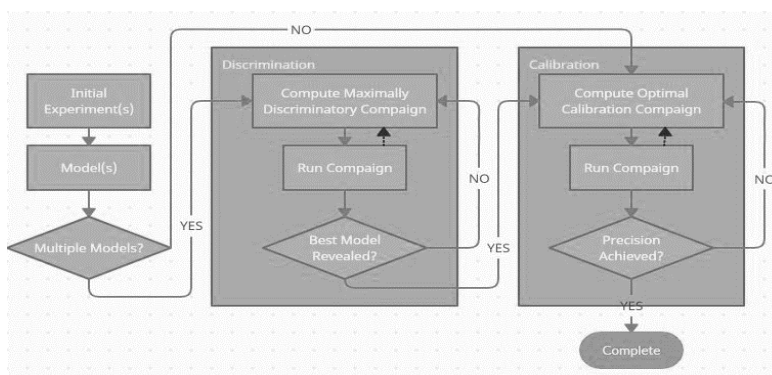 NO
Discrimination
Calibration
Initial
Experiment(s)
Compute Maximally
Discriminatory Compaign
Compute Optimal
Calibration Compaign
Model(s)
Run Compaign
Run Compaign
NO
NO
YES
Multiple Models?
Best Model
Revealed?
YES
Precision
Achieved?
YES
Complete